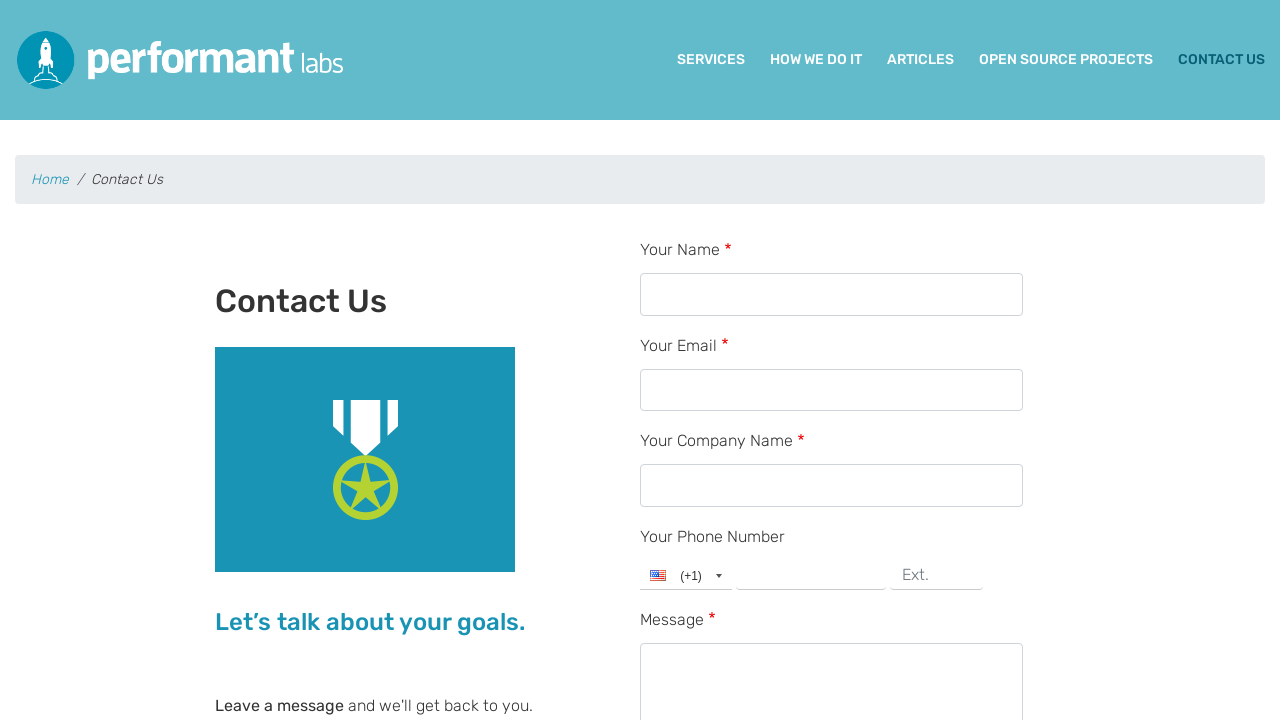 performant labs
SERVICES
HOW WE DO IT
ARTICLES
OPEN SOURCE PROJECTS
CONTACT US
Home / Contact Us
Contact Us
Let’s talk about your goals.
Leave a message and we'll get back to you.
Your Name *
Your Email *
Your Company Name *
Your Phone Number
(+1)
Ext.
Message *